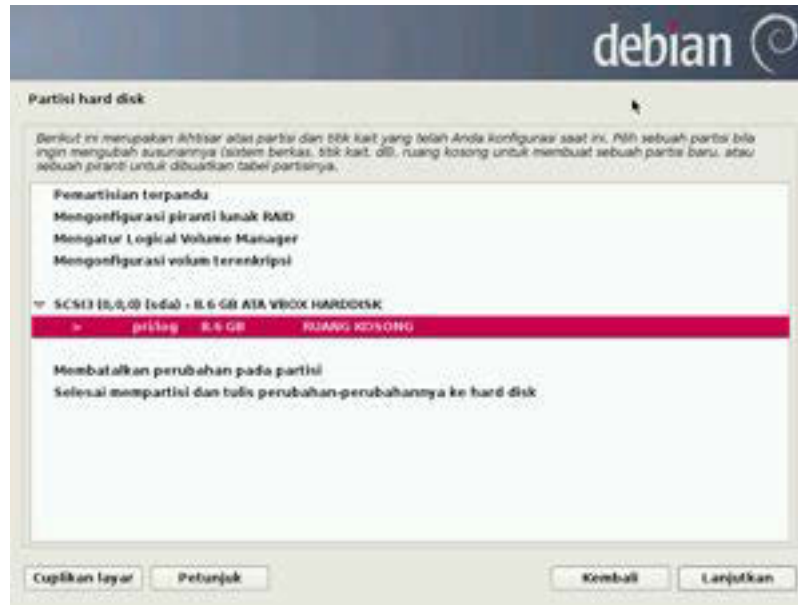 debian
Partisi hard disk
Berikut ini merupakan ikhtisar atas partisi dan titik kait yang telah Anda konfigurasi saat ini. Pilih sebuah partisi bila
ingin mengubah susunannya (sistem berkas, titik kait, dll), ruang kosong untuk membuat sebuah partisi baru, atau
sebuah piranti untuk dibuatkan tabel partisinya.
Pemartisian terpandu
Mengonfigurasi piranti lunak RAID
Mengatur Logical Volume Manager
Mengonfigurasi volum terenkripsi
SCSI3 (0,0,0) (sda) - 8.6 GB ATA VBOX HARDDISK
> pri/log 8.6 GB RUANG KOSONG
Membatalkan perubahan pada partisi
Selesai mempartisi dan tulis perubahan-perubahannya ke hard disk
Cuplikan layar Petunjuk Kembali Lanjutkan